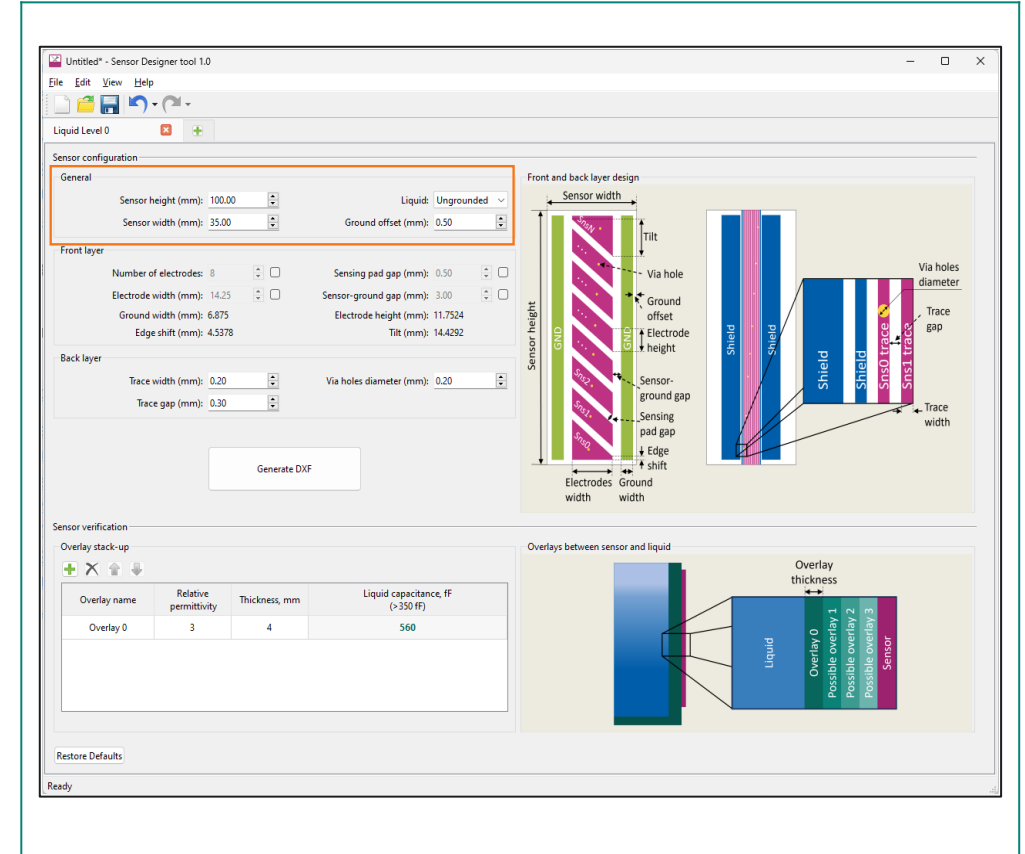 Untitled* - Sensor Designer tool 1.0
File Edit View Help
Liquid Level 0
Sensor configuration
General
Sensor height (mm): 100.00 Liquid: Ungrounded
Sensor width (mm): 35.00 Ground offset (mm): 0.50
Front layer
Number of electrodes: 8 Sensing pad gap (mm): 0.50
Electrode width (mm): 14.25 Sensor-ground gap (mm): 3.00
Ground width (mm): 6.875 Electrode height (mm): 11.7524
Edge shift (mm): 4.5378 Tilt (mm): 14.4292
Back layer
Trace width (mm): 0.20 Via holes diameter (mm): 0.20
Trace gap (mm): 0.30
Generate DXF
Front and back layer design
Sensor width
Sensor height
GND
SnsN
...
...
...
Sns2
Sns1
Sns0
GND
Tilt
Via hole
Ground
offset
Electrode
height
Sensor-
ground gap
Sensing
pad gap
Edge
shift
Electrodes
width
Ground
width
Shield
Shield
Shield
Shield
Sns0 trace
Sns1 trace
Via holes
diameter
Trace
gap
Trace
width
Sensor verification
Overlay stack-up
Overlay name Relative permittivity Thickness, mm Liquid capacitance, fF (>350 fF)
Overlay 0 3 4 560
Overlays between sensor and liquid
Overlay
thickness
Liquid
Overlay 0
Possible overlay 1
Possible overlay 2
Possible overlay 3
Sensor
Restore Defaults
Ready